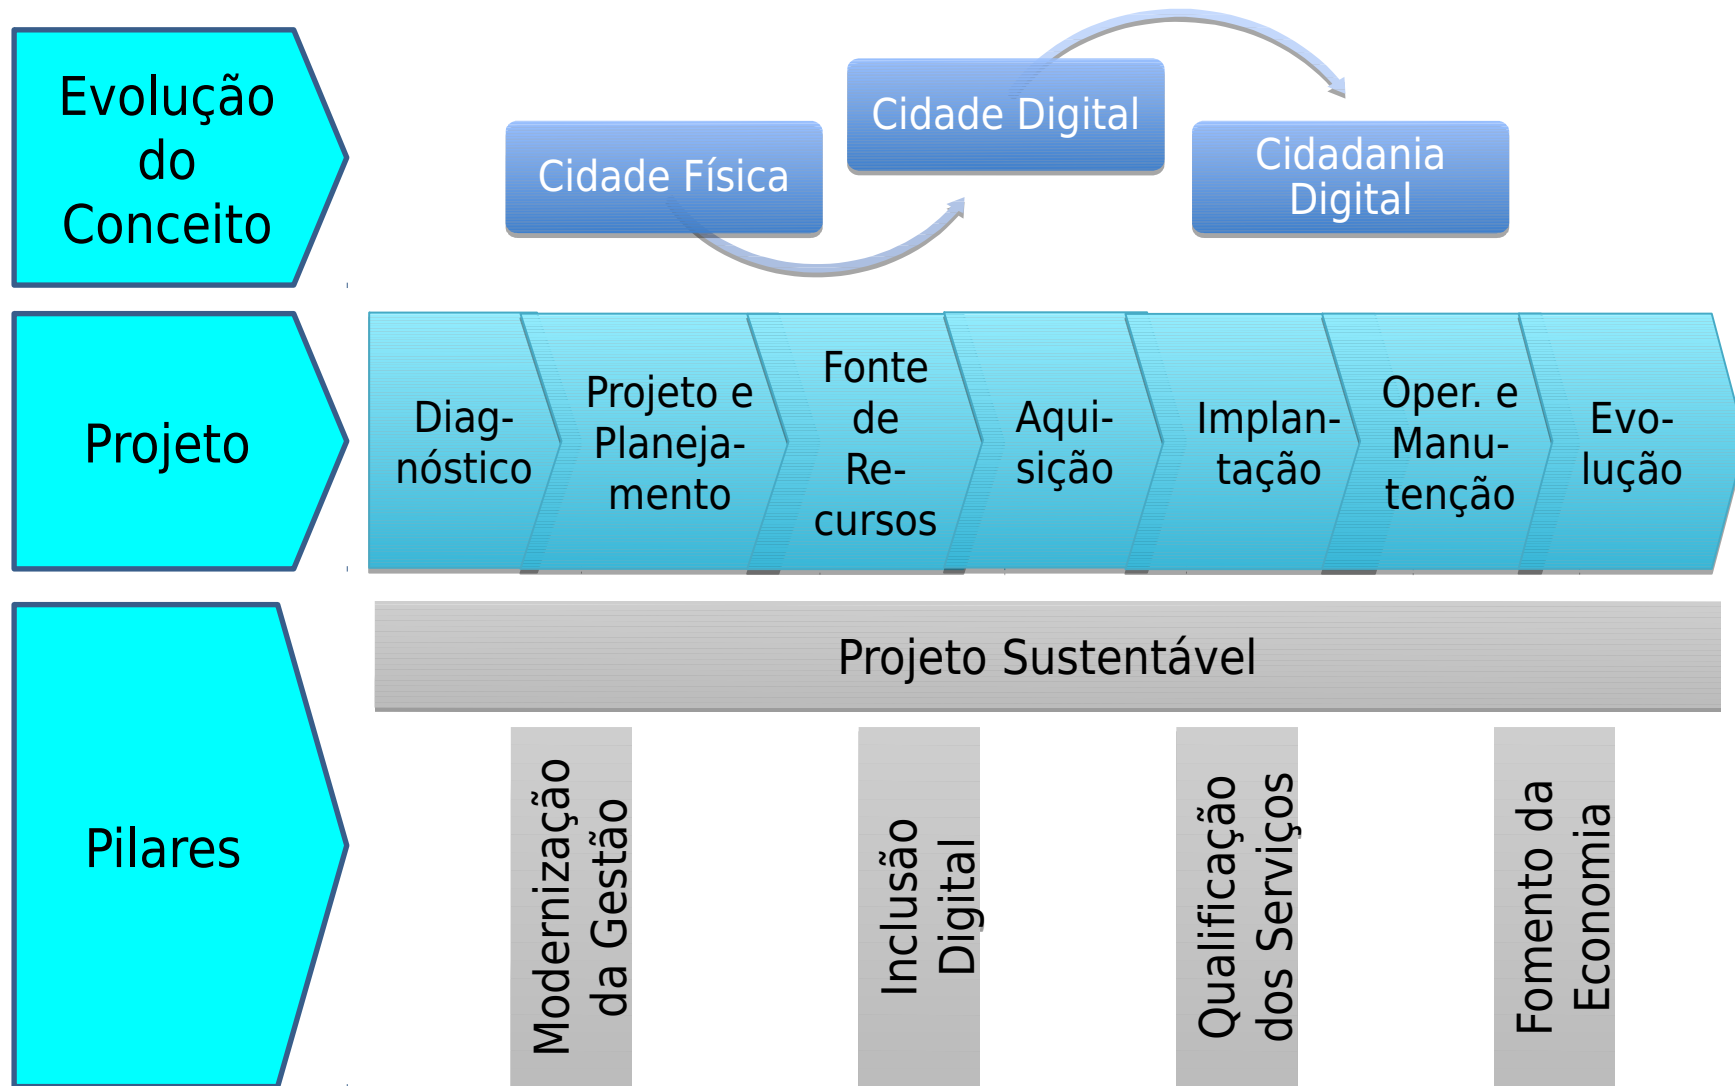 Evolução
do
Conceito
Cidade Física
Cidade Digital
Cidadania
Digital
Projeto
Diag-
nóstico
Projeto e
Planeja-
mento
Fonte
de
Re-
cursos
Aqui-
sição
Implan-
tação
Oper. e
Manu-
tenção
Evo-
lução
Pilares
Projeto Sustentável
Modernização
da Gestão
Inclusão
Digital
Qualificação
dos Serviços
Fomento da
Economia